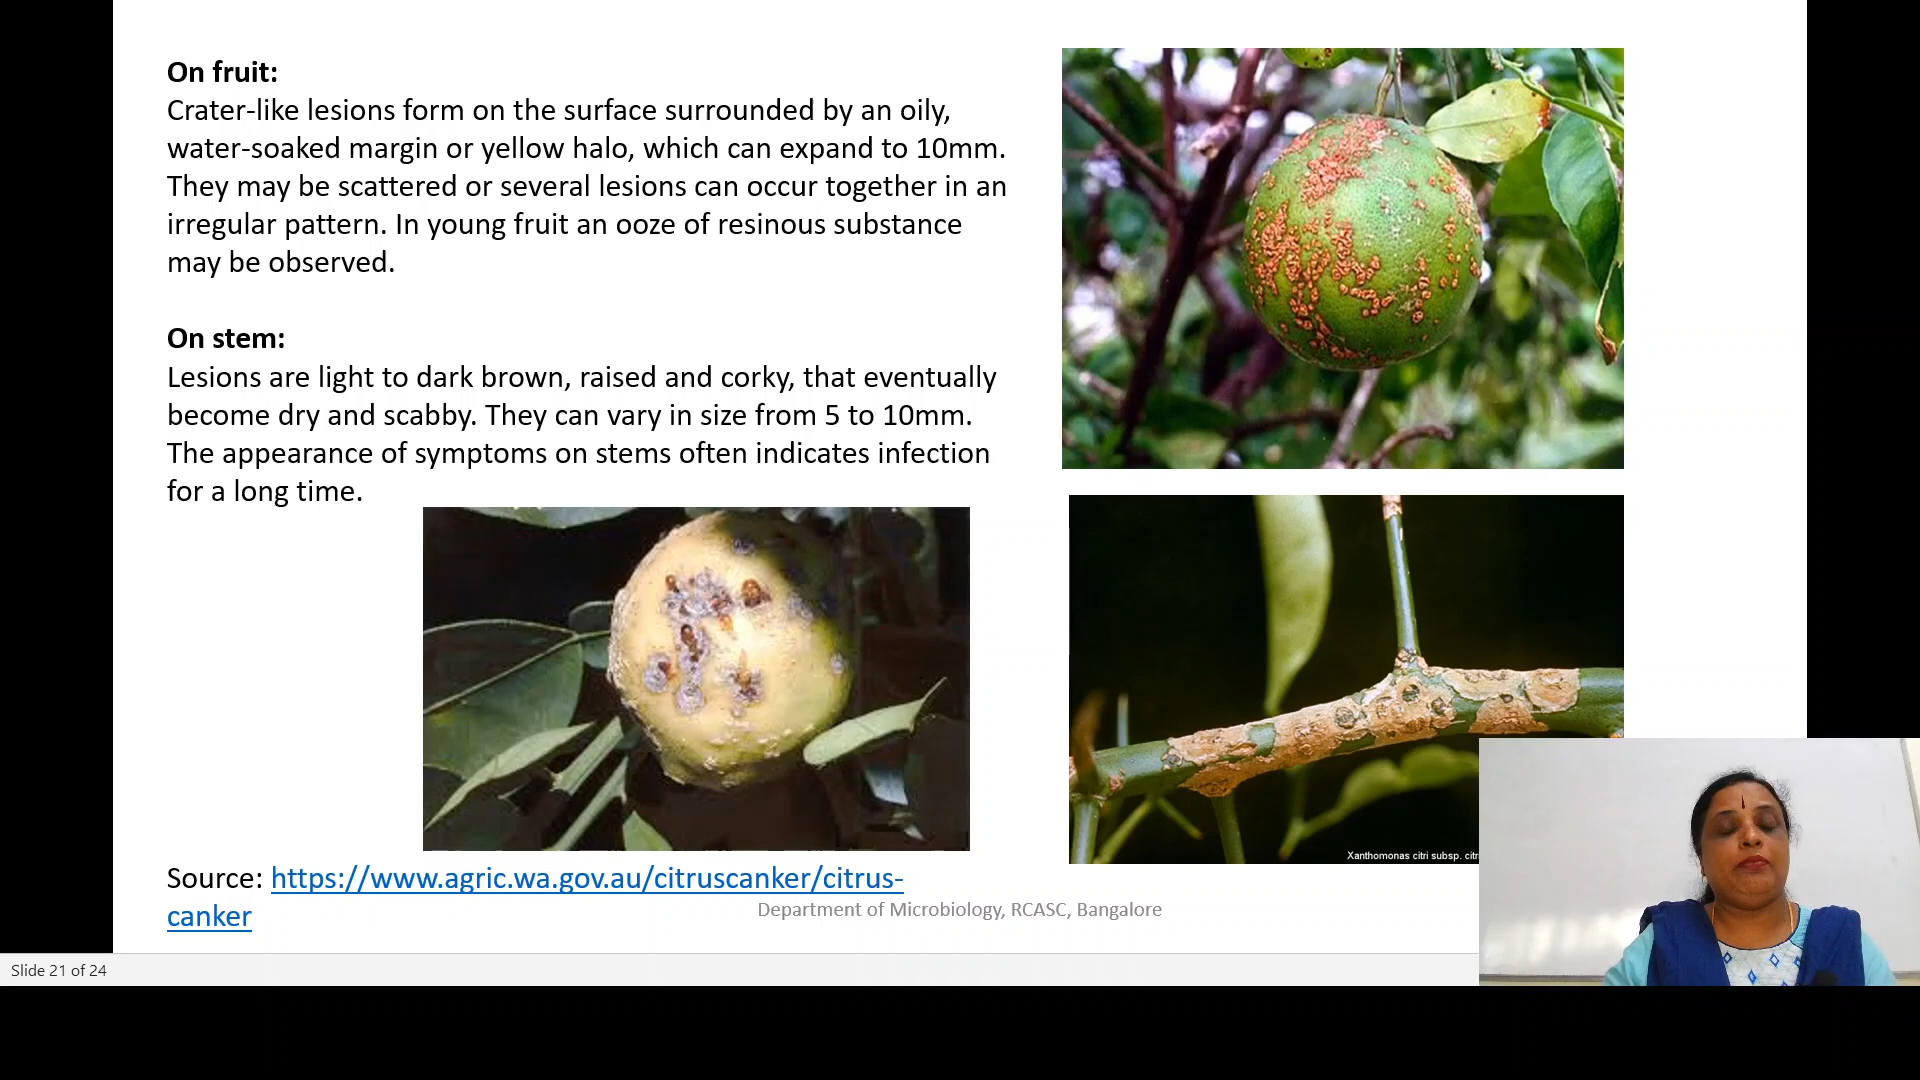 On fruit:
Crater-like lesions form on the surface surrounded by an oily,
water-soaked margin or yellow halo, which can expand to 10mm.
They may be scattered or several lesions can occur together in an
irregular pattern. In young fruit an ooze of resinous substance
may be observed.
On stem:
Lesions are light to dark brown, raised and corky, that eventually
become dry and scabby. They can vary in size from 5 to 10mm.
The appearance of symptoms on stems often indicates infection
for a long time.
Xanthomonas citri subsp.
Source: https://www.agric.wa.gov.au/citruscanker/citrus-
canker
Department of Microbiology, RCASC, Bangalore
Slide 21 of 24